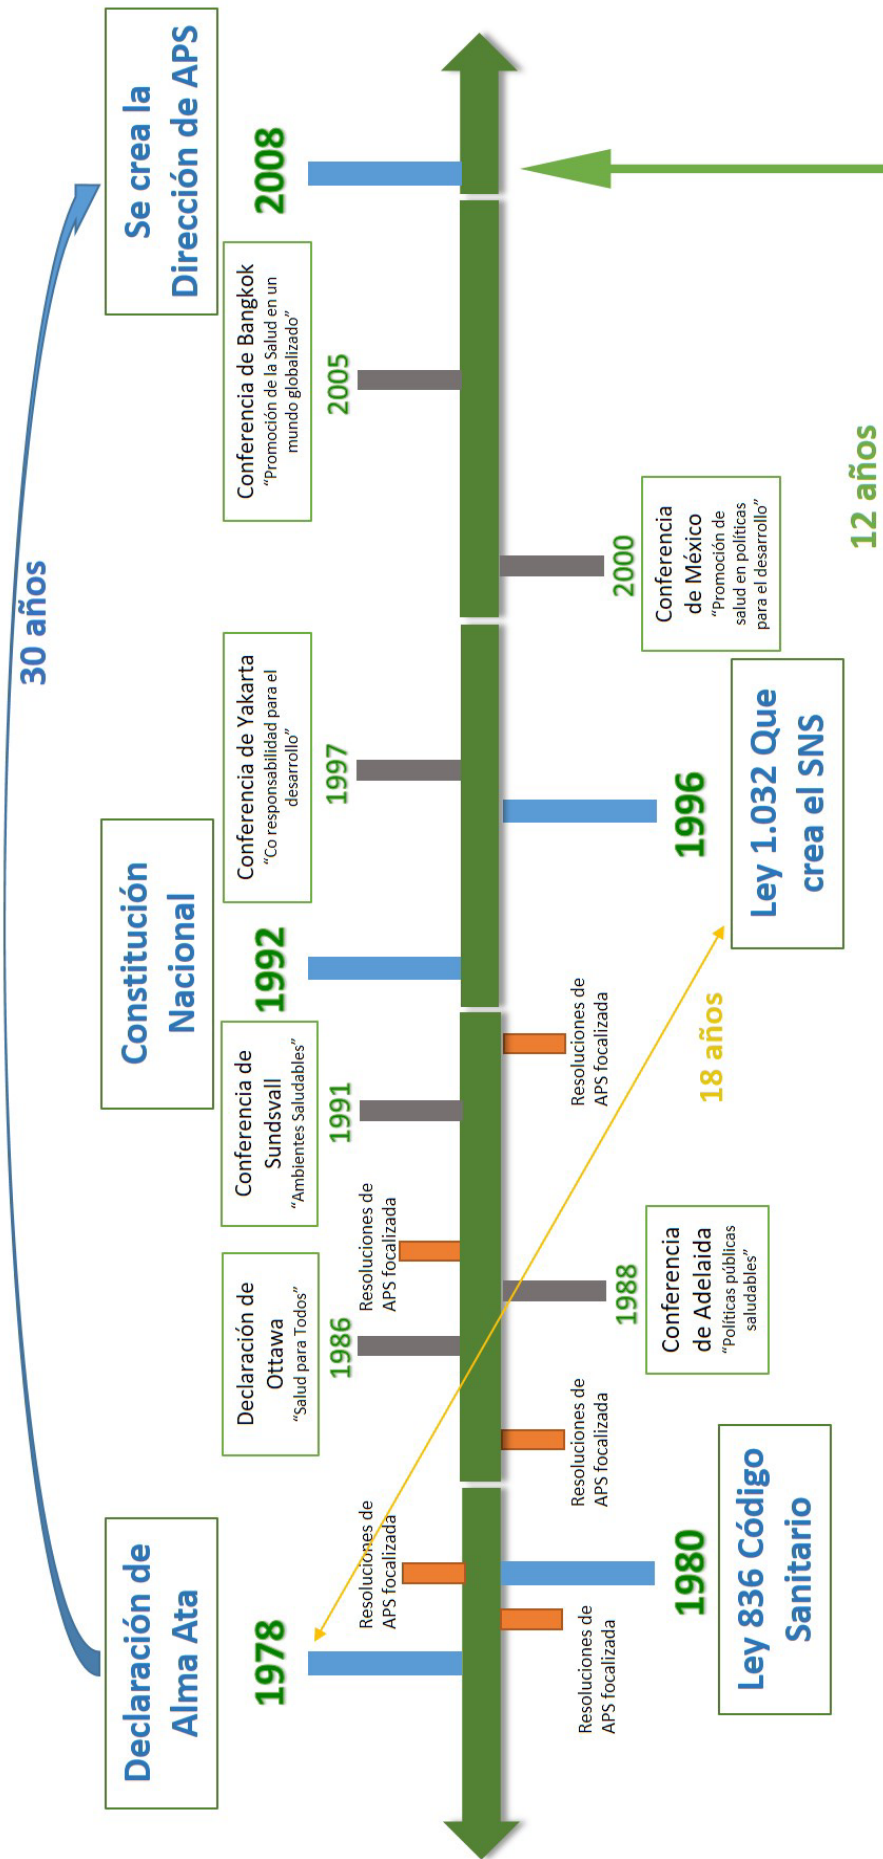 30 años
Declaración de
Alma Ata
1978
Resoluciones de
APS focalizada
Declaración de
Ottawa
“Salud para Todos”
1986
Resoluciones de
APS focalizada
Conferencia de
Sundsvall
“Ambientes Saludables”
1991
Constitución
Nacional
1992
Conferencia de Yakarta
“Co responsabilidad para el
desarrollo”
1997
Conferencia de Bangkok
“Promoción de la Salud en un
mundo globalizado”
2005
Se crea la
Dirección de APS
2008
Resoluciones de
APS focalizada
1980
Ley 836 Código
Sanitario
Resoluciones de
APS focalizada
1988
Conferencia
de Adelaida
“Políticas públicas
saludables”
Resoluciones de
APS focalizada
18 años
1996
Ley 1.032 Que
crea el SNS
2000
Conferencia
de México
“Promoción de
salud en políticas
para el desarrollo”
12 años